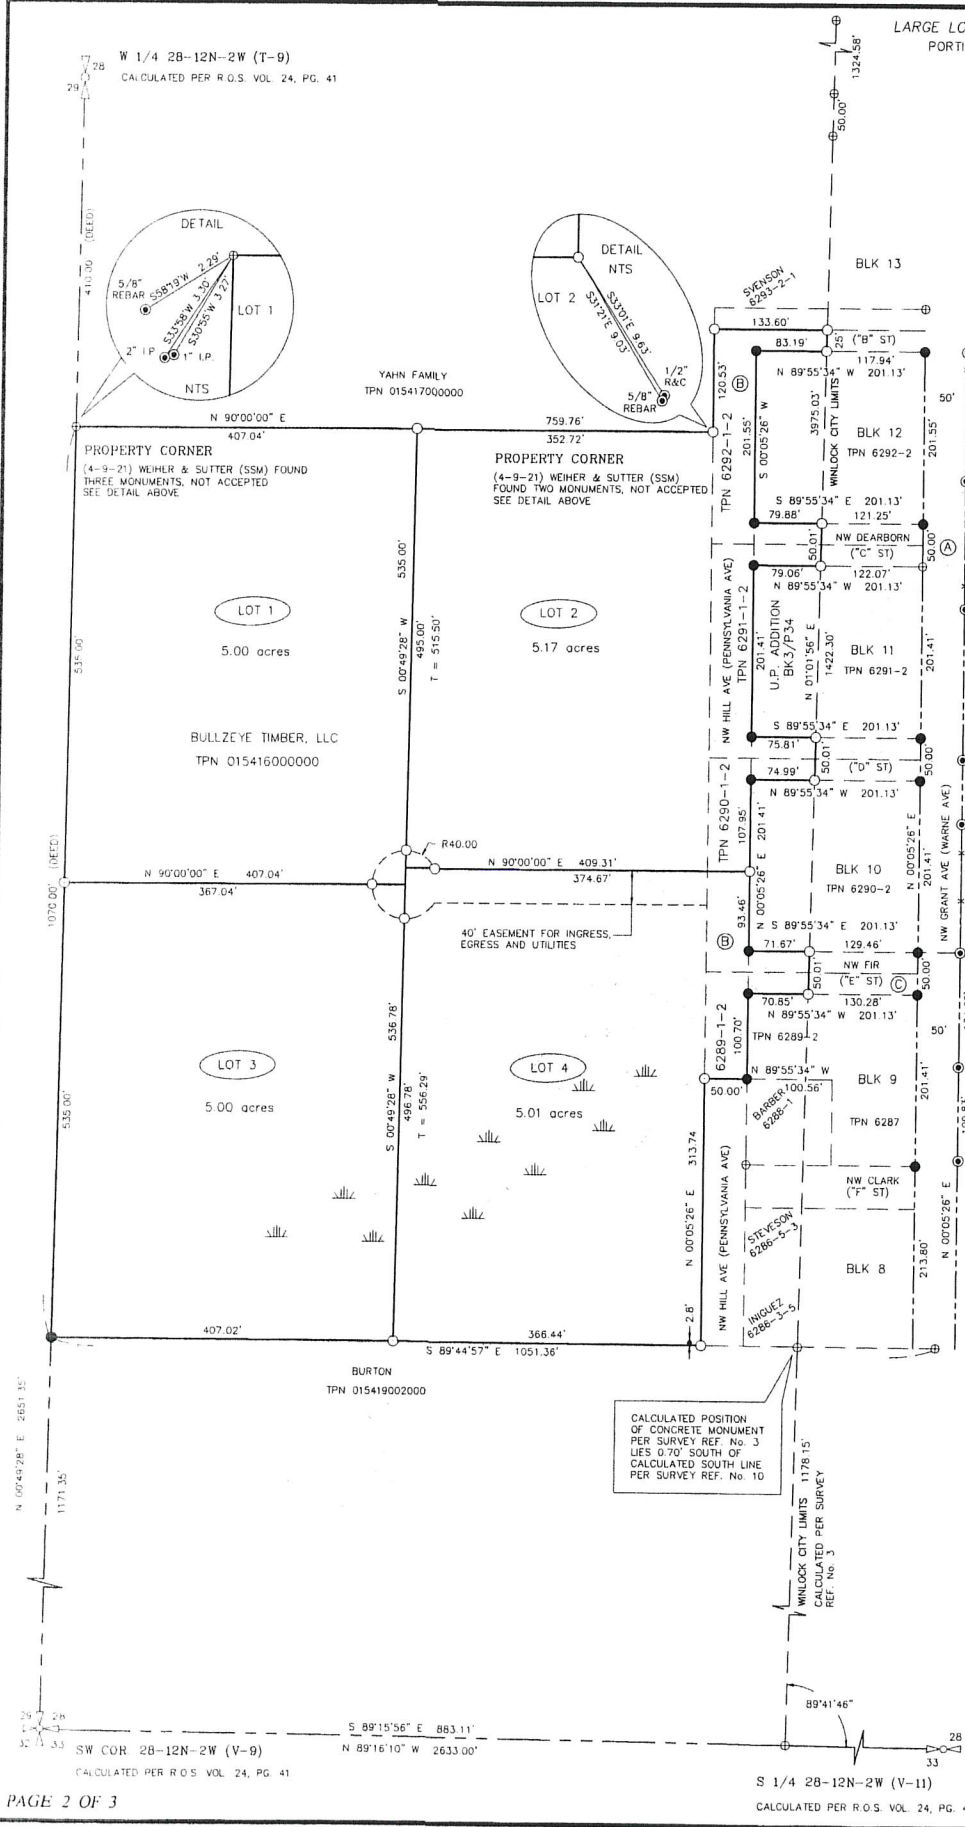 LARGE LO
PORTI
W 1/4 28-12N-2W (T-9)
CALCULATED PER R.O.S. VOL. 24, PG. 41
28
29
1324.58'
50.00'
410.00 (DEED)
DETAIL
5/8"
REBAR
S58°19'W 2.29'
S33°58'W 3.30'
S30°55'W 3.27'
2" I.P.
1" I.P.
LOT 1
NTS
DETAIL
NTS
LOT 2
S33°01'E 9.63'
S31°21'E 9.03'
1/2"
R&C
5/8"
REBAR
BLK 13
SVENSON
6293-2-1
133.60'
25'
("B" ST)
83.19'
117.94'
N 89°55'34" W 201.13'
50'
YAHN FAMILY
TPN 015417000000
N 90°00'00" E
407.04'
759.76'
352.72'
120.53'
B
TPN 6292-1-2
201.55'
S 00°05'26" W
3975.03'
WINLOCK CITY LIMITS
BLK 12
TPN 6292-2
201.55'
PROPERTY CORNER
(4-9-21) WEIHER & SUTTER (SSM) FOUND
THREE MONUMENTS, NOT ACCEPTED
SEE DETAIL ABOVE
PROPERTY CORNER
(4-9-21) WEIHER & SUTTER (SSM)
FOUND TWO MONUMENTS, NOT ACCEPTED
SEE DETAIL ABOVE
S 89°55'34" E 201.13'
79.88'
121.25'
50.01'
NW DEARBORN
("C" ST)
50.00'
A
79.06'
122.07'
N 89°55'34" W 201.13'
535.00'
535.00'
S 00°49'28" W
495.00'
T = 515.50'
LOT 1
5.00 acres
LOT 2
5.17 acres
NW HILL AVE (PENNSYLVANIA AVE)
TPN 6291-1-2
201.41'
U.P. ADDITION
BK3/P34
N 01°01'56" E
1422.30'
BLK 11
TPN 6291-2
201.41'
BULLZEYE TIMBER, LLC
TPN 015416000000
S 89°55'34" E 201.13'
75.81'
50.01'
("D" ST)
50.00'
74.99'
N 89°55'34" W 201.13'
TPN 6290-1-2
107.95'
201.41'
N 00°05'26" E
93.46'
R40.00
N 90°00'00" E 409.31'
374.67'
N 90°00'00" E 407.04'
367.04'
1070.00' (DEED)
BLK 10
TPN 6290-2
N 00°05'26" E
201.41'
NW GRANT AVE (WARNE AVE)
40' EASEMENT FOR INGRESS,
EGRESS AND UTILITIES
B
S 89°55'34" E 201.13'
71.67'
129.46'
50.01'
NW FIR
("E" ST)
C
50.00'
70.85'
130.28'
N 89°55'34" W 201.13'
50'
6289-1-2
100.70'
TPN 6289-2
N 89°55'34" W
100.56'
50.00'
BLK 9
TPN 6287
201.41'
BARBER
6288-1
535.00'
536.78'
S 00°49'28" W
496.78'
T = 556.29'
LOT 3
5.00 acres
LOT 4
5.01 acres
313.74
N 00°05'26" E
NW HILL AVE (PENNSYLVANIA AVE)
NW CLARK
("F" ST)
STEVESON
6286-5-3
BLK 8
213.80'
N 00°05'26" E
INIGUEZ
6286-3-5
2.8'
407.02'
366.44'
S 89°44'57" E 1051.36'
BURTON
TPN 015419002000
N 00°49'28" E 2651.35'
1171.35'
CALCULATED POSITION
OF CONCRETE MONUMENT
PER SURVEY REF. No. 3
LIES 0.70' SOUTH OF
CALCULATED SOUTH LINE
PER SURVEY REF. No. 10
WINLOCK CITY LIMITS 1178.15'
CALCULATED PER SURVEY
REF. No. 3
89°41'46"
29 28
32 33
S 89°15'56" E 883.11'
N 89°16'10" W 2633.00'
SW COR 28-12N-2W (V-9)
CALCULATED PER R.O.S. VOL. 24, PG. 41
28
33
S 1/4 28-12N-2W (V-11)
CALCULATED PER R.O.S. VOL. 24, PG. 4
PAGE 2 OF 3